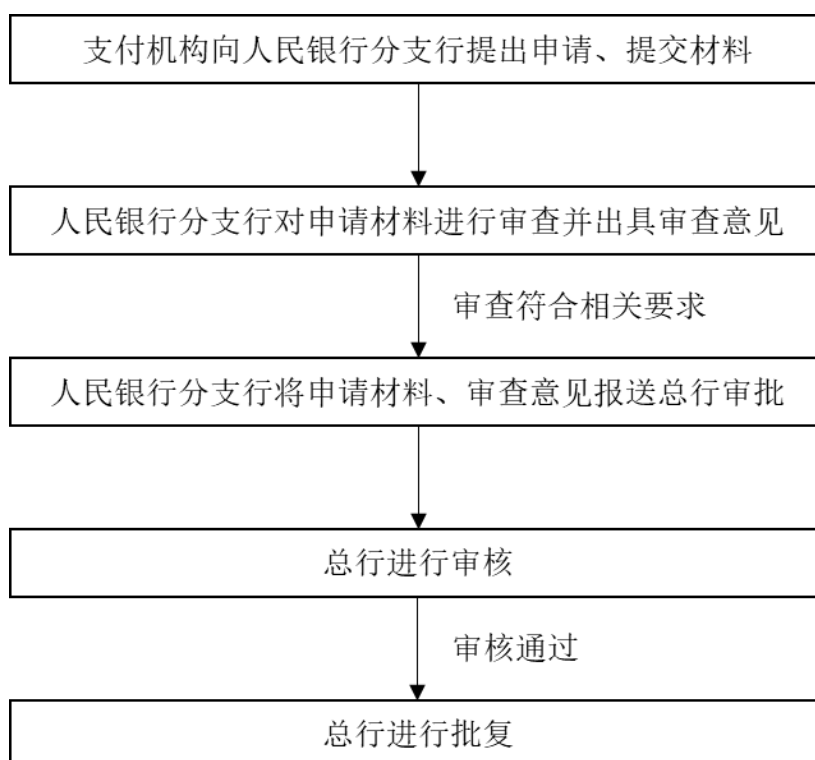 支付机构向人民银行分支行提出申请、提交材料
人民银行分支行对申请材料进行审查并出具审查意见
审查符合相关要求
人民银行分支行将申请材料、审查意见报送总行审批
总行进行审核
审核通过
总行进行批复